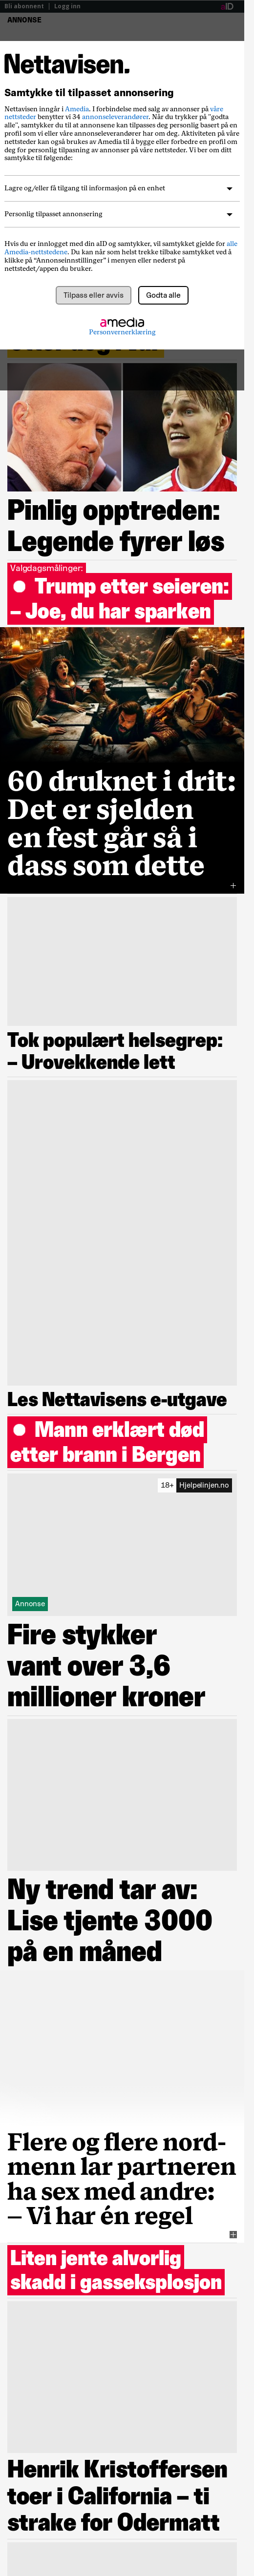 Bli abonnent | Logg inn
aID
ANNONSE
Nettavisen.
Samtykke til tilpasset annonsering
Nettavisen inngår i Amedia. I forbindelse med salg av annonser på våre
nettsteder benytter vi 34 annonseleverandører. Når du trykker på "godta
alle", samtykker du til at annonsene kan tilpasses deg personlig basert på en
profil som vi eller våre annonseleverandører har om deg. Aktiviteten på våre
nettsteder kan også brukes av Amedia til å bygge eller forbedre en profil om
deg for personlig tilpasning av annonser på våre nettsteder. Vi ber om ditt
samtykke til følgende:
Lagre og/eller få tilgang til informasjon på en enhet
Personlig tilpasset annonsering
Hvis du er innlogget med din aID og samtykker, vil samtykket gjelde for alle
Amedia-nettstedene. Du kan når som helst trekke tilbake samtykket ved å
klikke på “Annonseinnstillinger” i menyen eller nederst på
nettstedet/appen du bruker.
Tilpass eller avvis
Godta alle
amedia
Personvernerklæring
Pinlig opptreden:
Legende fyrer løs
Valgdagsmålinger:
Trump etter seieren:
– Joe, du har sparken
60 druknet i drit:
Det er sjelden
en fest går så i
dass som dette
Tok populært helsegrep:
– Urovekkende lett
Les Nettavisens e-utgave
Mann erklært død
etter brann i Bergen
18+ Hjelpelinjen.no
Annonse
Fire stykker
vant over 3,6
millioner kroner
Ny trend tar av:
Lise tjente 3000
på en måned
Flere og flere nord-
menn lar partneren
ha sex med andre:
– Vi har én regel
Liten jente alvorlig
skadd i gasseksplosjon
Henrik Kristoffersen
toer i California – ti
strake for Odermatt